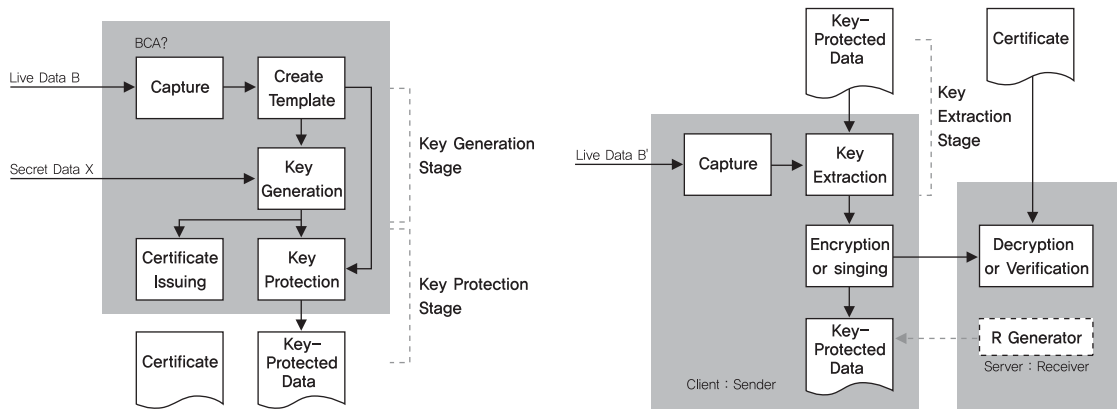 BCA?
Live Data B
Capture
Create
Template
Key Generation
Stage
Secret Data X
Key
Generation
Certificate
Issuing
Key
Protection
Key Protection
Stage
Certificate
Key-
Protected
Data
Key-
Protected
Data
Certificate
Key
Extraction
Stage
Live Data B'
Capture
Key
Extraction
Encryption
or singing
Decryption
or Verification
Key-
Protected
Data
R Generator
Client : Sender
Server : Receiver